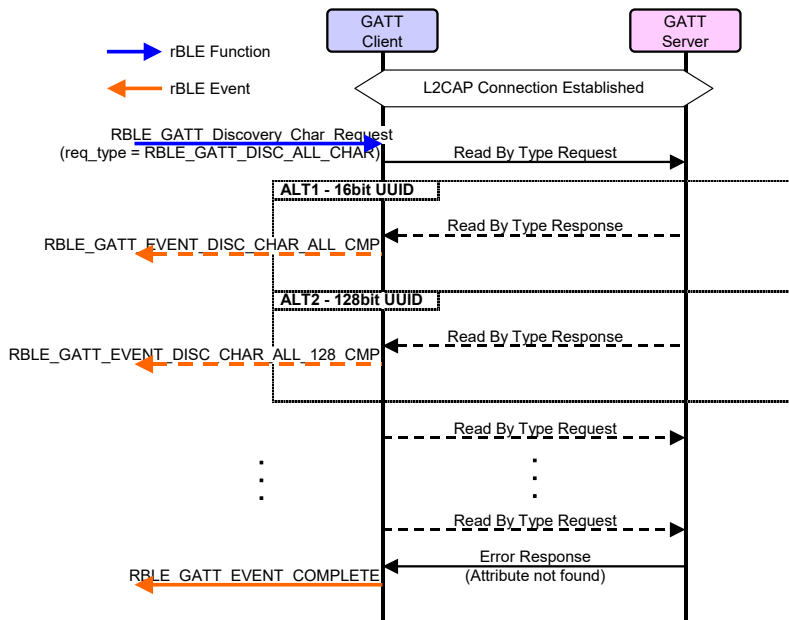 GATT
Client
GATT
Server
rBLE Function
rBLE Event
L2CAP Connection Established
RBLE_GATT_Discovery_Char_Request
(req_type = RBLE_GATT_DISC_ALL_CHAR)
Read By Type Request
ALT1 - 16bit UUID
Read By Type Response
RBLE_GATT_EVENT_DISC_CHAR_ALL_CMP
ALT2 - 128bit UUID
Read By Type Response
RBLE_GATT_EVENT_DISC_CHAR_ALL_128_CMP
Read By Type Request
Read By Type Request
Error Response
(Attribute not found)
RBLE_GATT_EVENT_COMPLETE